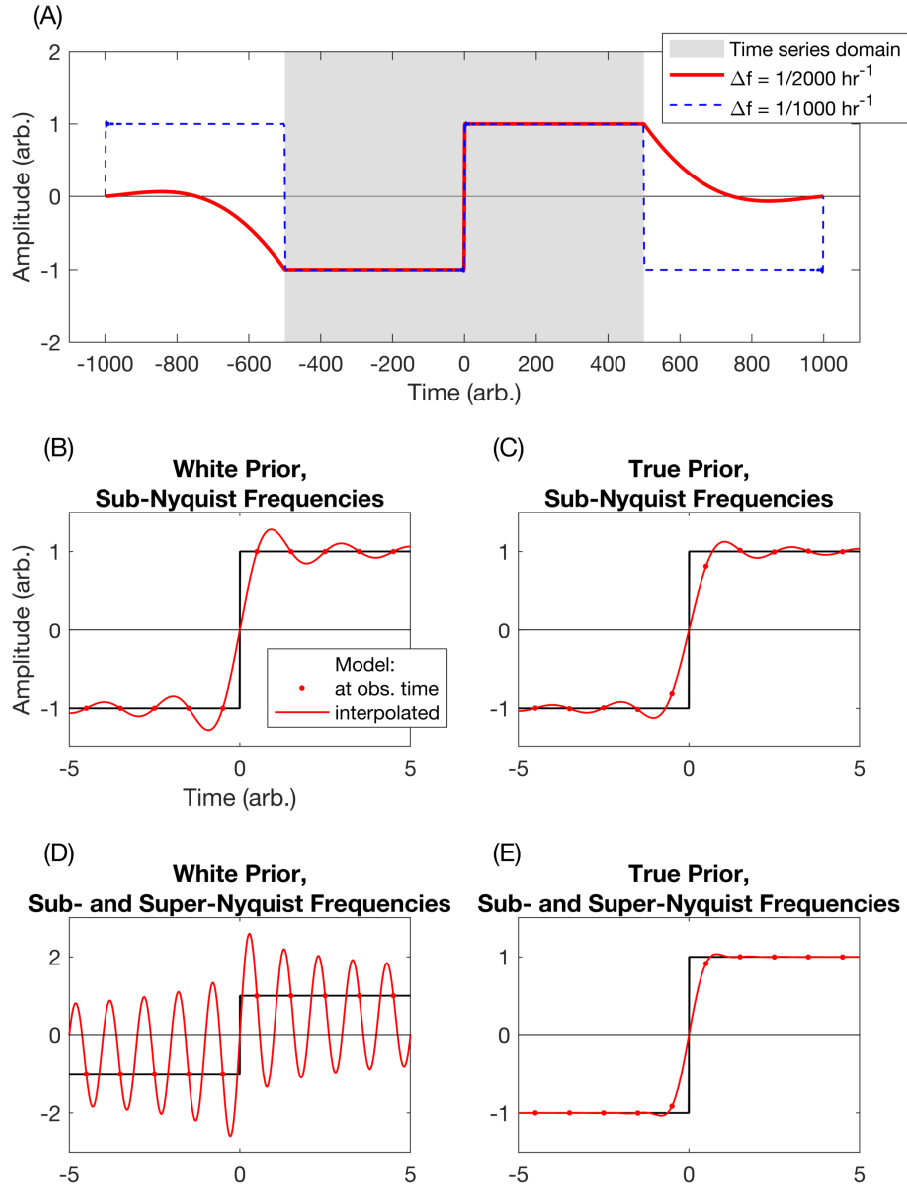 (A)
2
1
0
-1
-2
Amplitude (arb.)
Time series domain
Δf = 1/2000 hr⁻¹
Δf = 1/1000 hr⁻¹
-1000 -800 -600 -400 -200 0 200 400 600 800 1000
Time (arb.)
(B)
White Prior,
Sub-Nyquist Frequencies
1
0
-1
Amplitude (arb.)
Model:
at obs. time
interpolated
-5 0 5
Time (arb.)
(C)
True Prior,
Sub-Nyquist Frequencies
1
0
-1
-5 0 5
(D)
White Prior,
Sub- and Super-Nyquist Frequencies
2
1
0
-1
-2
-5 0 5
(E)
True Prior,
Sub- and Super-Nyquist Frequencies
1
0
-1
-5 0 5